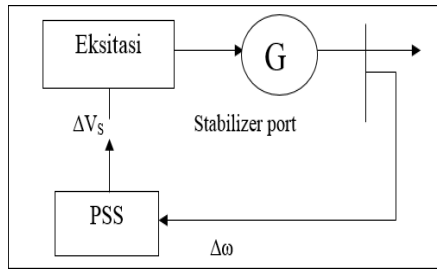 Eksitasi
G
ΔVS
Stabilizer port
PSS
Δω